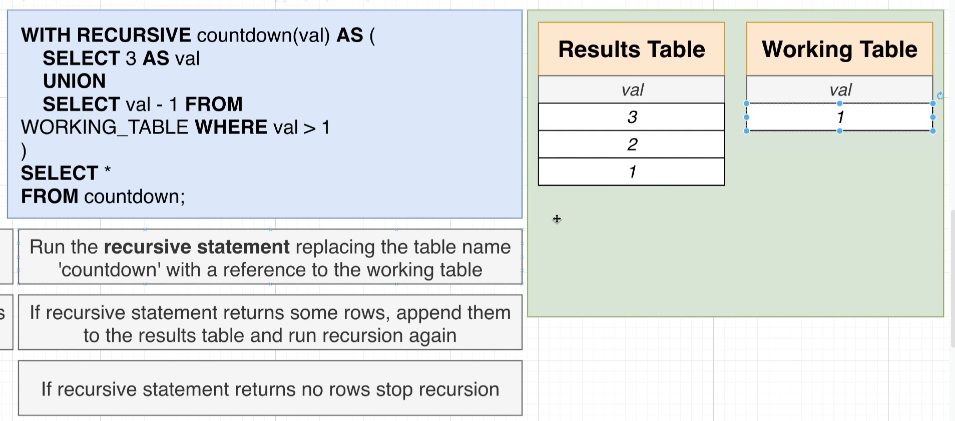 WITH RECURSIVE countdown(val) AS (
SELECT 3 AS val
UNION
SELECT val - 1 FROM
WORKING_TABLE WHERE val > 1
)
SELECT *
FROM countdown;
Results Table
val
3
2
1
Working Table
val
1
Run the recursive statement replacing the table name
'countdown' with a reference to the working table
s
If recursive statement returns some rows, append them
to the results table and run recursion again
If recursive statement returns no rows stop recursion